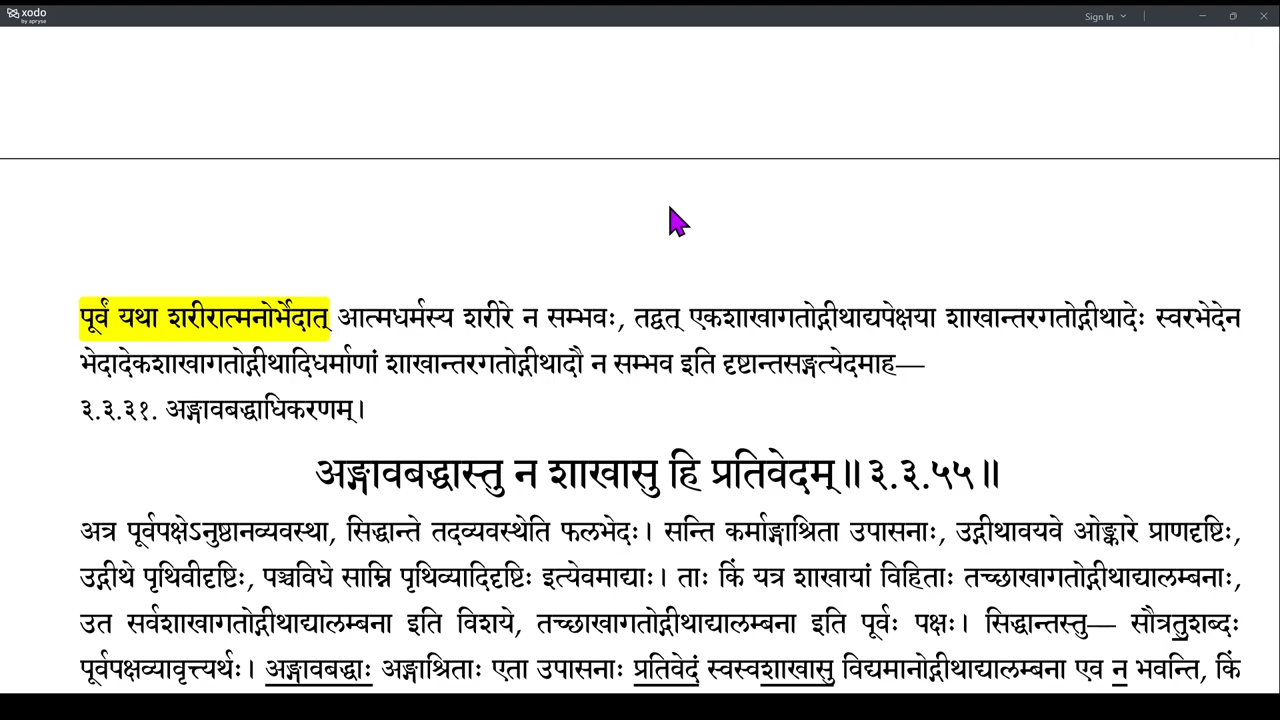 xodo
by apryse
Sign In
पूर्वं यथा शरीरात्मनोर्भेदात् आत्मधर्मस्य शरीरे न सम्भवः, तद्वत् एकशाखागतोद्गीथाद्यपेक्षया शाखान्तरगतोद्गीथादेः स्वरभेदेन
भेदादेकशाखागतोद्गीथादिधर्माणां शाखान्तरगतोद्गीथादौ न सम्भव इति दृष्टान्तसङ्गत्येदमाह—
३.३.३१. अङ्गावबद्धाधिकरणम्।
अङ्गावबद्धास्तु न शाखासु हि प्रतिवेदम्॥३.३.५५॥
अत्र पूर्वपक्षेऽनुष्ठानव्यवस्था, सिद्धान्ते तदव्यवस्थेति फलभेदः। सन्ति कर्माङ्गाश्रिता उपासनाः, उद्गीथावयवे ओङ्कारे प्राणदृष्टिः,
उद्गीथे पृथिवीदृष्टिः, पञ्चविधे साम्नि पृथिव्यादिदृष्टिः इत्येवमाद्याः। ताः किं यत्र शाखायां विहिताः तच्छाखागतोद्गीथाद्यालम्बनाः,
उत सर्वशाखागतोद्गीथाद्यालम्बना इति विशये, तच्छाखागतोद्गीथाद्यालम्बना इति पूर्वः पक्षः। सिद्धान्तस्तु— सौत्रतुशब्दः
पूर्वपक्षव्यावृत्त्यर्थः। अङ्गावबद्धाः अङ्गाश्रिताः एता उपासनाः प्रतिवेदं स्वस्वशाखासु विद्यमानोद्गीथाद्यालम्बना एव न भवन्ति, किं